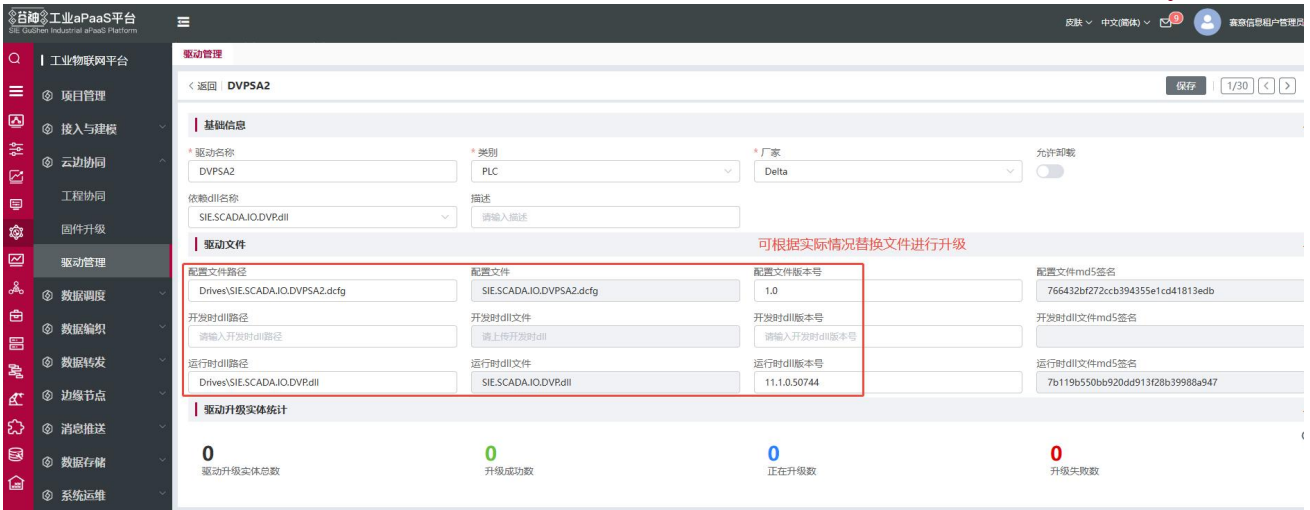 谷神 工业aPaaS平台
SIE GuShen Industrial aPaaS Platform
皮肤 中文(简体) 9 赛意信息租户管理员
工业物联网平台
项目管理
接入与建模
云边协同
工程协同
固件升级
驱动管理
数据调度
数据编织
数据转发
边缘节点
消息推送
数据存储
系统运维
驱动管理
返回 DVPSA2 保存 1/30
基础信息
* 驱动名称 * 类别 * 厂家 允许卸载
DVPSA2 PLC Delta
依赖dll名称 描述
SIE.SCADA.IO.DVP.dll 请输入描述
驱动文件 可根据实际情况替换文件进行升级
配置文件路径 配置文件 配置文件版本号 配置文件md5签名
Drives\SIE.SCADA.IO.DVPSA2.dcfg SIE.SCADA.IO.DVPSA2.dcfg 1.0 766432bf272ccb394355e1cd41813edb
开发时dll路径 开发时dll文件 开发时dll版本号 开发时dll文件md5签名
请输入开发时dll路径 请上传开发时dll 请输入开发时dll版本号
运行时dll路径 运行时dll文件 运行时dll版本号 运行时dll文件md5签名
Drives\SIE.SCADA.IO.DVP.dll SIE.SCADA.IO.DVP.dll 11.1.0.50744 7b119b550bb920dd913f28b39988a947
驱动升级实体统计
0 0 0 0
驱动升级实体总数 升级成功数 正在升级数 升级失败数